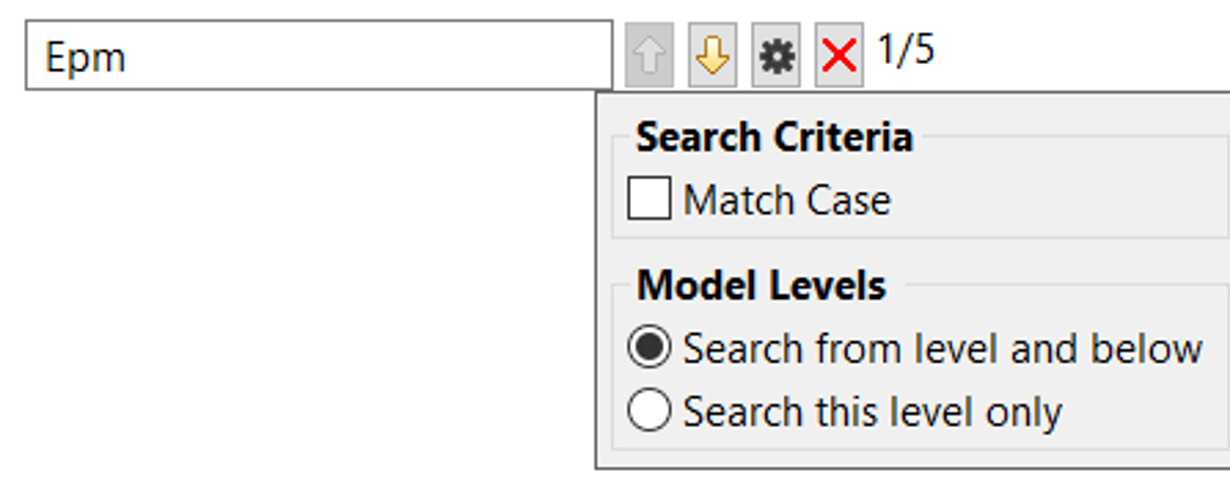 Epm 1/5
Search Criteria
Match Case
Model Levels
Search from level and below
Search this level only